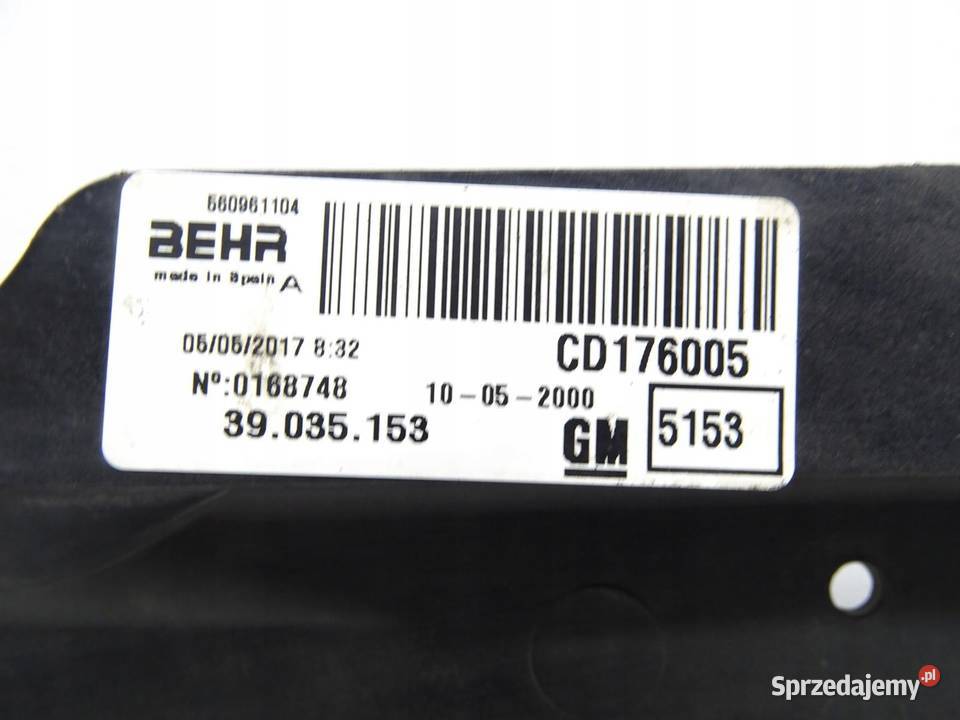 560961104
BEHR
made in Spain A
05/05/2017 8:32
CD176005
Nº:0168748
10-05-2000
39.035.153
GM
5153
Sprzedajemy.pl